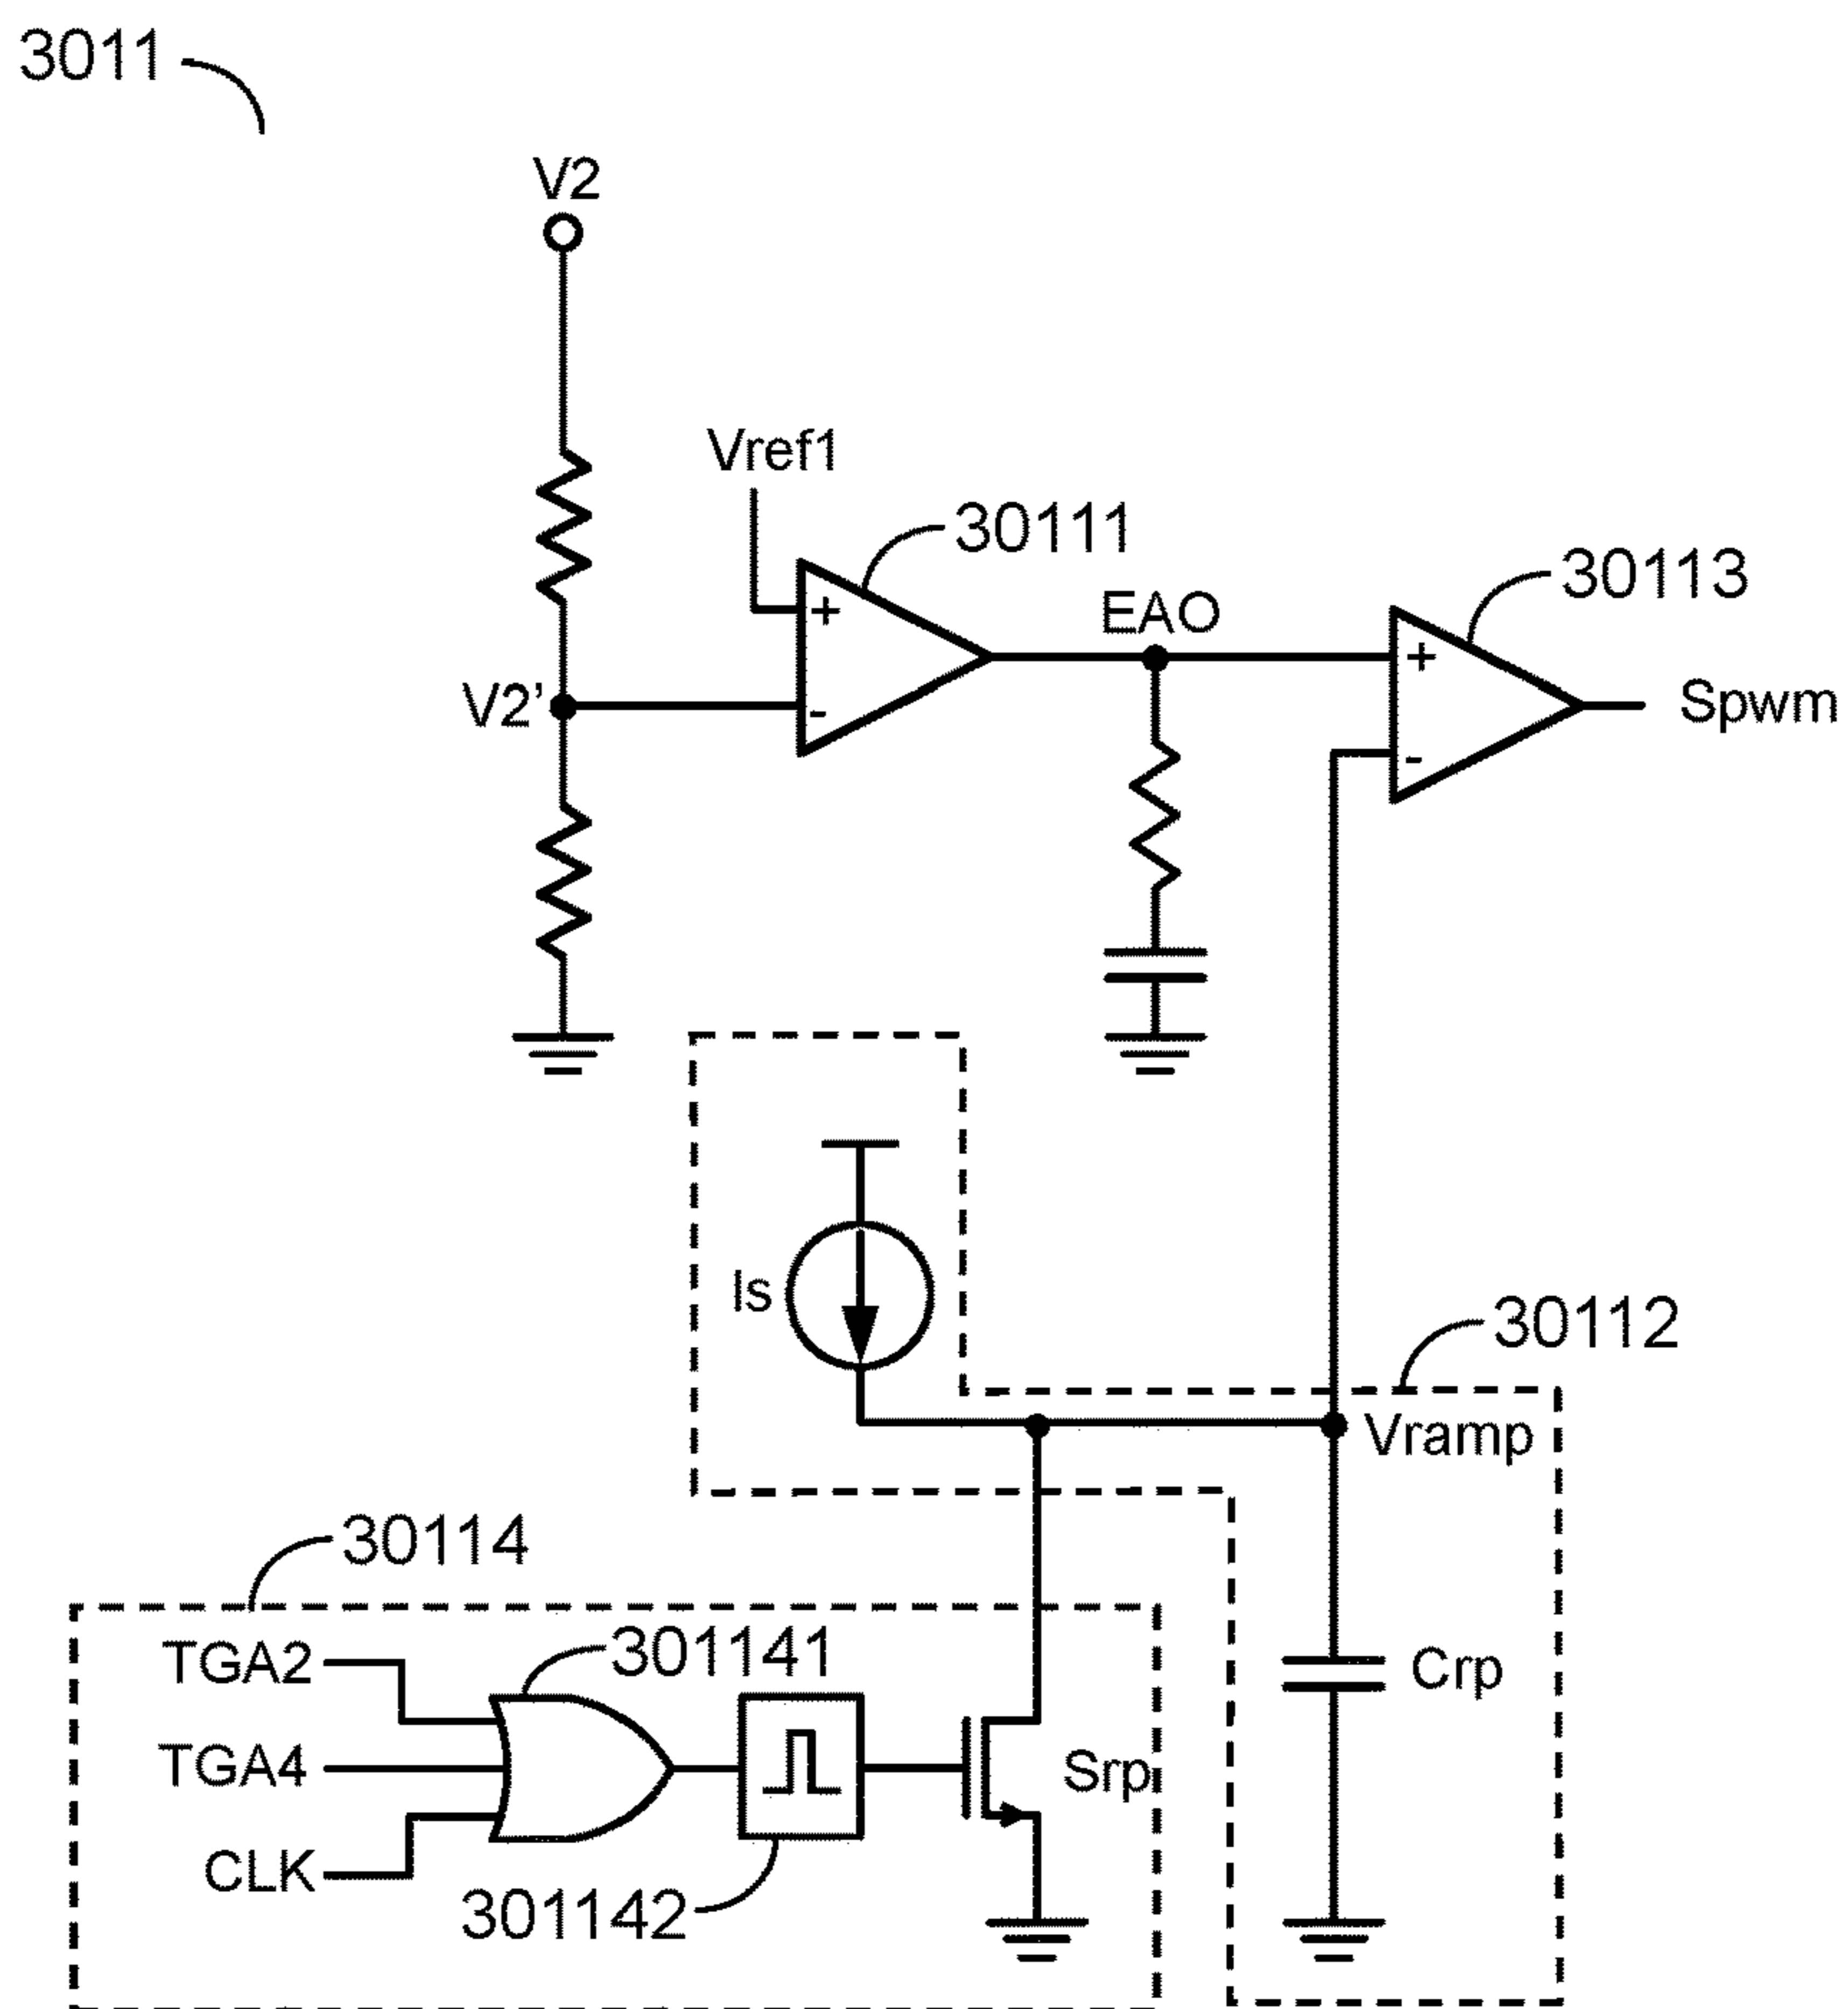 3011
V2
Vref1
30111
30113
EAO
+
+
V2'
-
-
Spwm
Is
30112
Vramp
30114
TGA2
301141
Crp
TGA4
Srp
CLK
301142